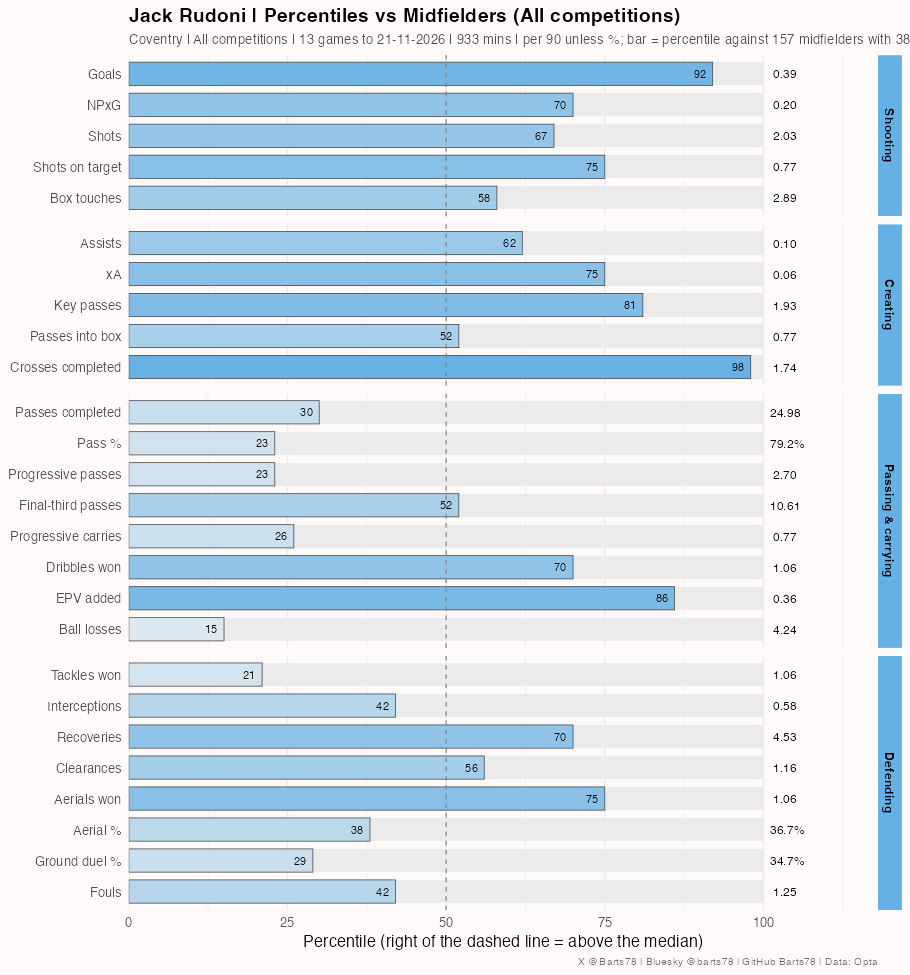 Jack Rudoni | Percentiles vs Midfielders (All competitions)
Coventry | All competitions | 13 games to 21-11-2026 | 933 mins | per 90 unless %; bar = percentile against 157 midfielders with 38
Goals 92 0.39
NPxG 70 0.20
Shots 67 2.03
Shots on target 75 0.77
Box touches 58 2.89
Shooting
Assists 62 0.10
xA 75 0.06
Key passes 81 1.93
Passes into box 52 0.77
Crosses completed 98 1.74
Creating
Passes completed 30 24.98
Pass % 23 79.2%
Progressive passes 23 2.70
Final-third passes 52 10.61
Progressive carries 26 0.77
Dribbles won 70 1.06
EPV added 86 0.36
Ball losses 15 4.24
Passing & carrying
Tackles won 21 1.06
Interceptions 42 0.58
Recoveries 70 4.53
Clearances 56 1.16
Aerials won 75 1.06
Aerial % 38 36.7%
Ground duel % 29 34.7%
Fouls 42 1.25
Defending
0 25 50 75 100
Percentile (right of the dashed line = above the median)
X @Barts78 | Bluesky @barts78 | GitHub Barts78 | Data: Opta